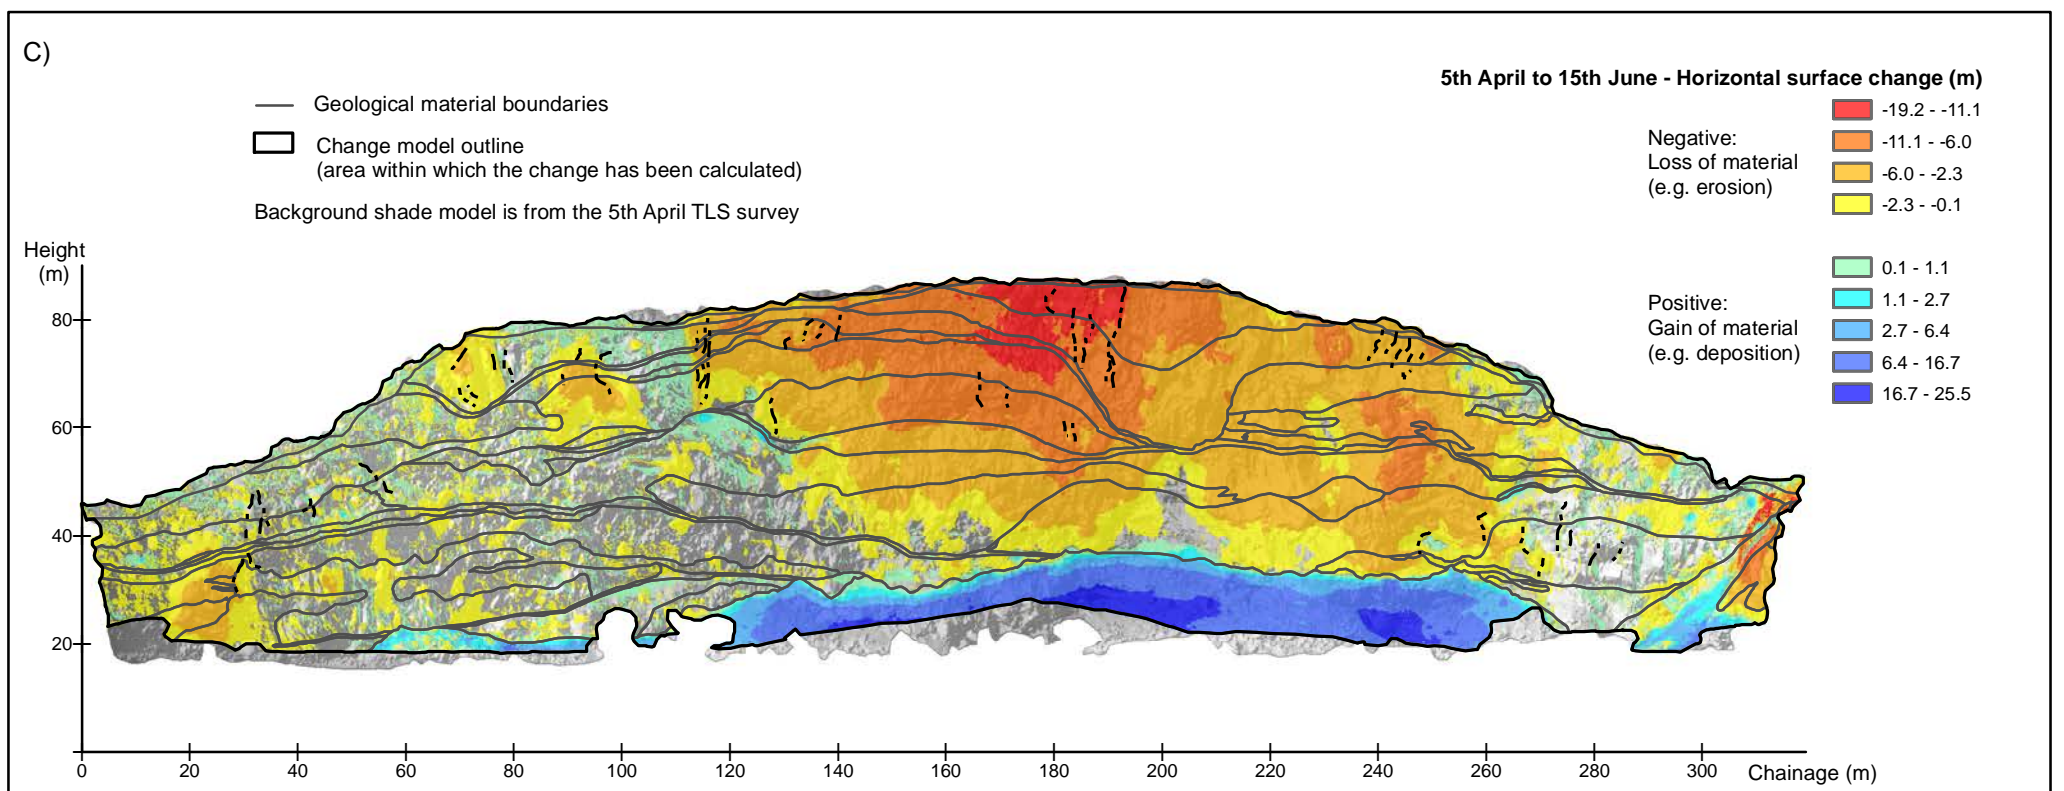 C)
5th April to 15th June - Horizontal surface change (m)
Geological material boundaries
Change model outline
(area within which the change has been calculated)
Background shade model is from the 5th April TLS survey
Negative:
Loss of material
(e.g. erosion)
-19.2 - -11.1
-11.1 - -6.0
-6.0 - -2.3
-2.3 - -0.1
Positive:
Gain of material
(e.g. deposition)
0.1 - 1.1
1.1 - 2.7
2.7 - 6.4
6.4 - 16.7
16.7 - 25.5
Height
(m)
80
60
40
20
0 20 40 60 80 100 120 140 160 180 200 220 240 260 280 300 Chainage (m)